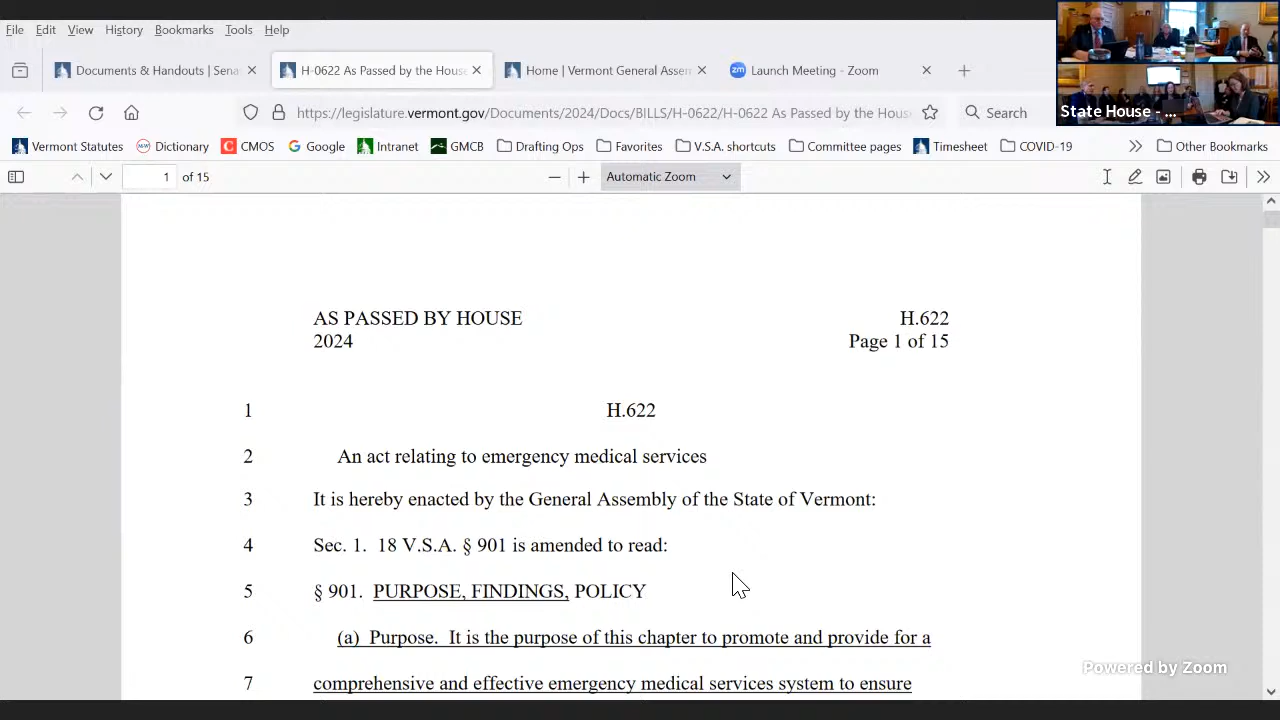 File Edit View History Bookmarks Tools Help
Documents & Handouts | Sena
H-0622 As Passed by the Hou
Home | Vermont General Assem
zm Launch Meeting - Zoom
https://legislature.vermont.gov/Documents/2024/Docs/BILLS/H-0622/H-0622 As Passed by the Hous
Search
State House - ...
Vermont Statutes
M-W Dictionary
C CMOS
G Google
Intranet
GMCB
Drafting Ops
Favorites
V.S.A. shortcuts
Committee pages
Timesheet
COVID-19
Other Bookmarks
1 of 15
Automatic Zoom
AS PASSED BY HOUSE H.622
2024 Page 1 of 15
1 H.622
2 An act relating to emergency medical services
3 It is hereby enacted by the General Assembly of the State of Vermont:
4 Sec. 1. 18 V.S.A. § 901 is amended to read:
5 § 901. PURPOSE, FINDINGS, POLICY
6 (a) Purpose. It is the purpose of this chapter to promote and provide for a
7 comprehensive and effective emergency medical services system to ensure
Powered by Zoom